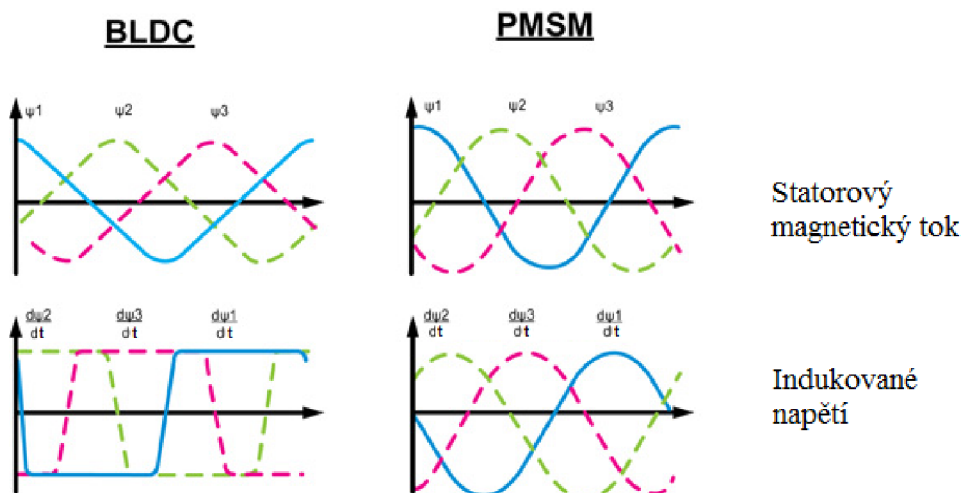 BLDC
PMSM
ψ1 ψ2 ψ3
ψ1 ψ2 ψ3
Statorový
magnetický tok
dψ2 dψ3 dψ1
dt dt dt
dψ2 dψ3 dψ1
dt dt dt
Indukované
napětí